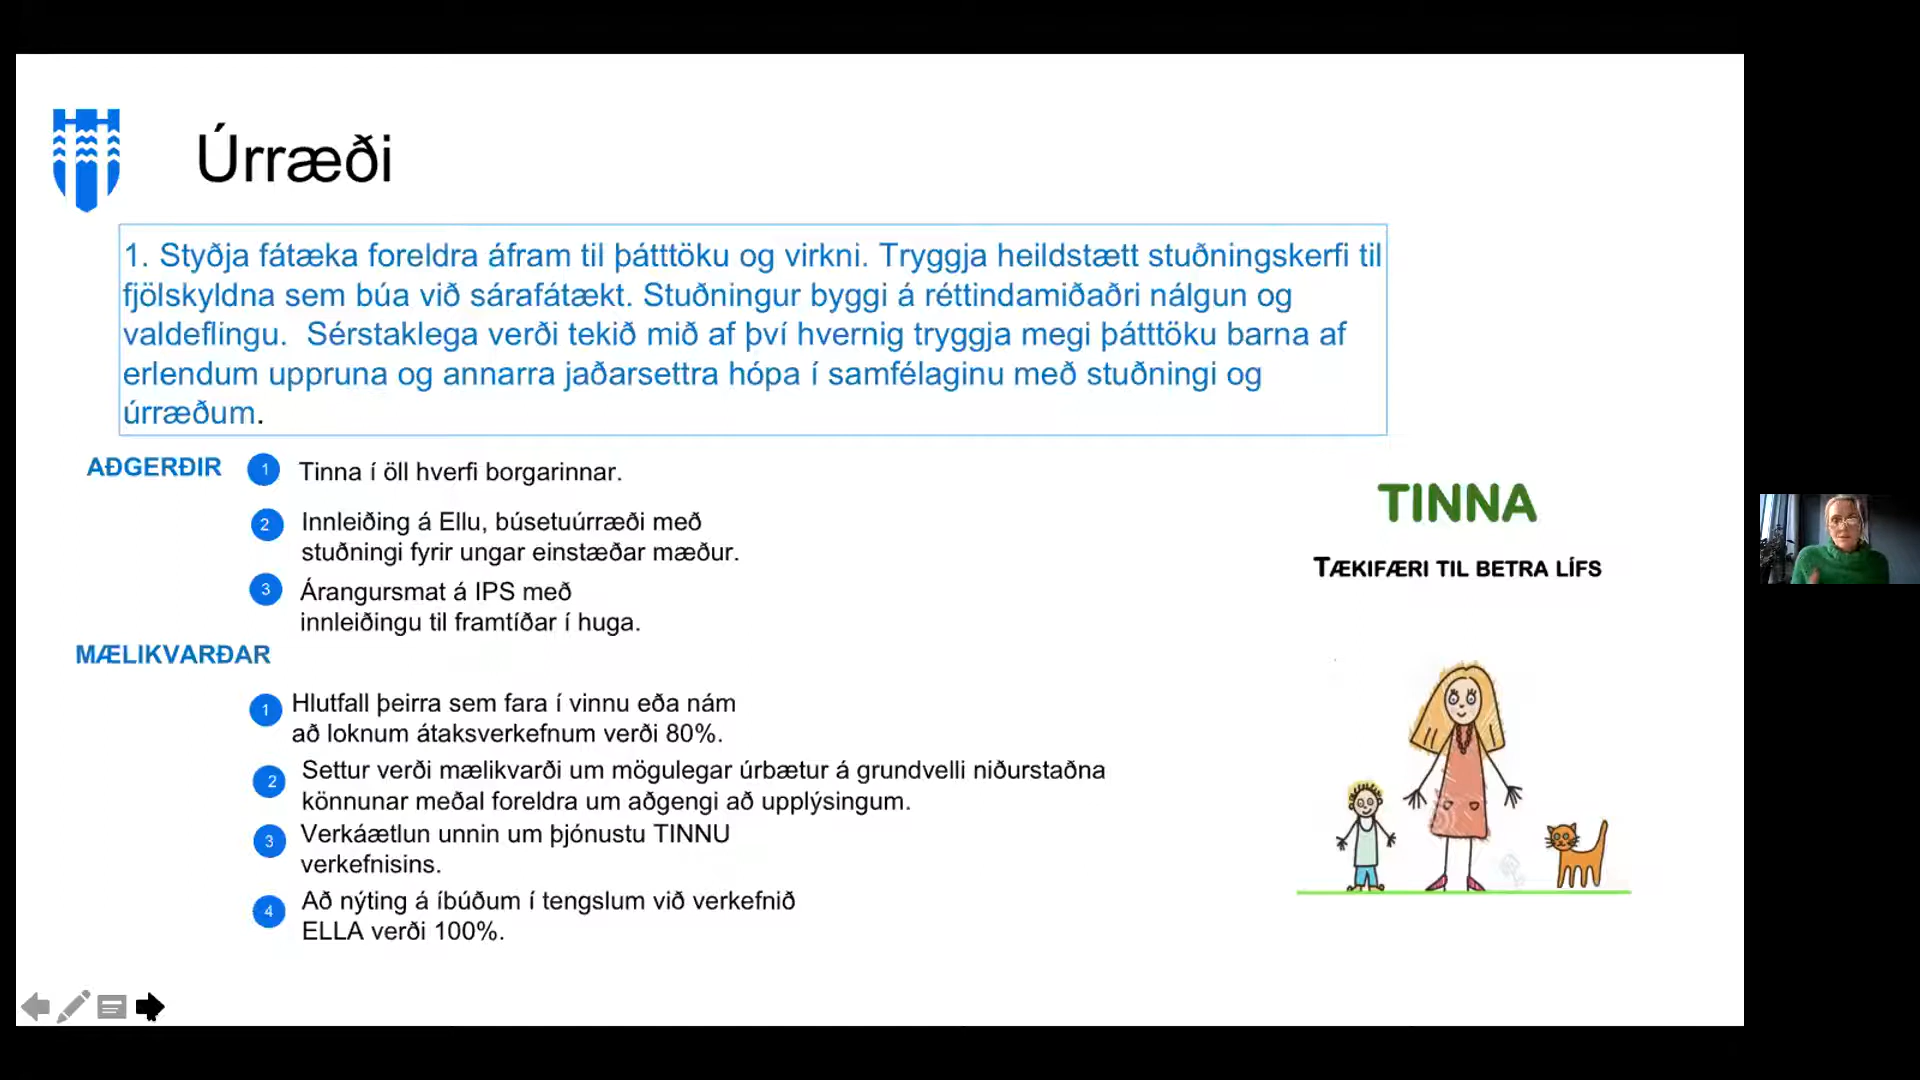 Úrræði
1. Styðja fátæka foreldra áfram til þátttöku og virkni. Tryggja heildstætt stuðningskerfi til
fjölskyldna sem búa við sárafátækt. Stuðningur byggi á réttindamiðaðri nálgun og
valdeflingu.  Sérstaklega verði tekið mið af því hvernig tryggja megi þátttöku barna af
erlendum uppruna og annarra jaðarsettra hópa í samfélaginu með stuðningi og
úrræðum.
AÐGERÐIR
1 Tinna í öll hverfi borgarinnar.
2 Innleiðing á Ellu, búsetuúrræði með
stuðningi fyrir ungar einstæðar mæður.
3 Árangursmat á IPS með
innleiðingu til framtíðar í huga.
MÆLIKVARÐAR
1 Hlutfall þeirra sem fara í vinnu eða nám
að loknum átaksverkefnum verði 80%.
2 Settur verði mælikvarði um mögulegar úrbætur á grundvelli niðurstaðna
könnunar meðal foreldra um aðgengi að upplýsingum.
3 Verkáætlun unnin um þjónustu TINNU
verkefnisins.
4 Að nýting á íbúðum í tengslum við verkefnið
ELLA verði 100%.
TINNA
TÆKIFÆRI TIL BETRA LÍFS